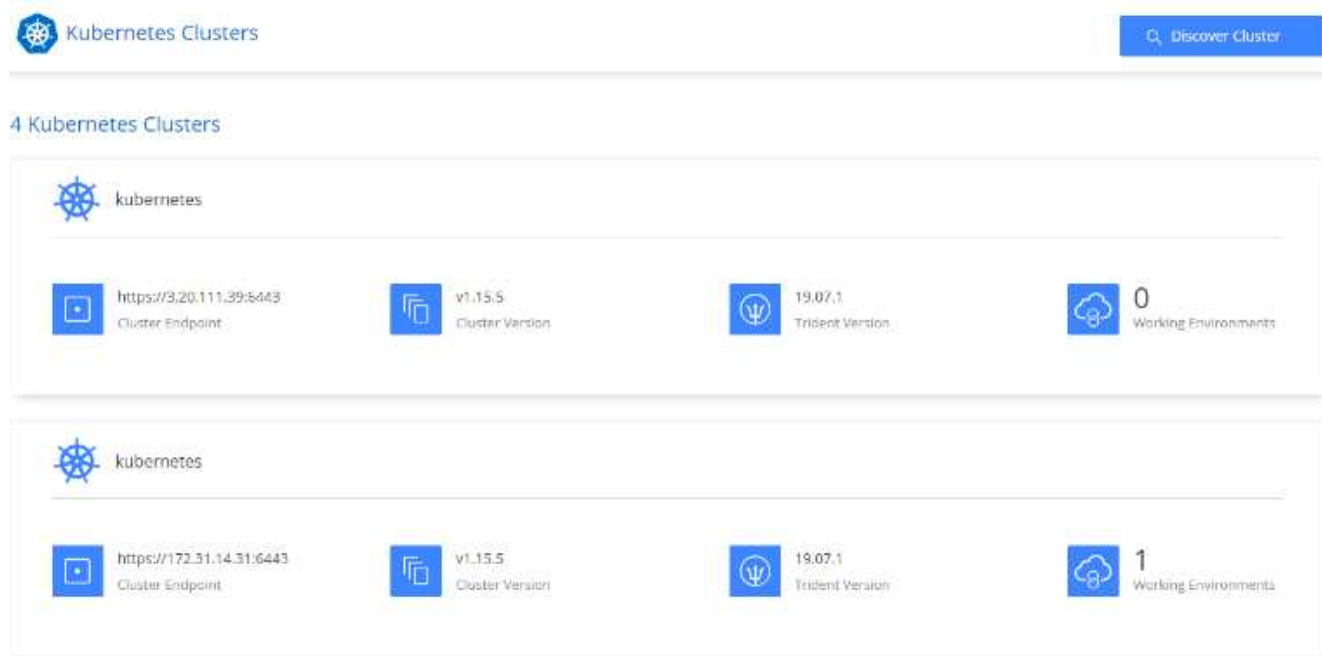 Kubernetes Clusters
Discover Cluster
4 Kubernetes Clusters
kubernetes
https://3.20.111.39:6443
Cluster Endpoint
v1.15.5
Cluster Version
19.07.1
Trident Version
0
Working Environments
kubernetes
https://172.31.14.31:6443
Cluster Endpoint
v1.15.5
Cluster Version
19.07.1
Trident Version
1
Working Environments